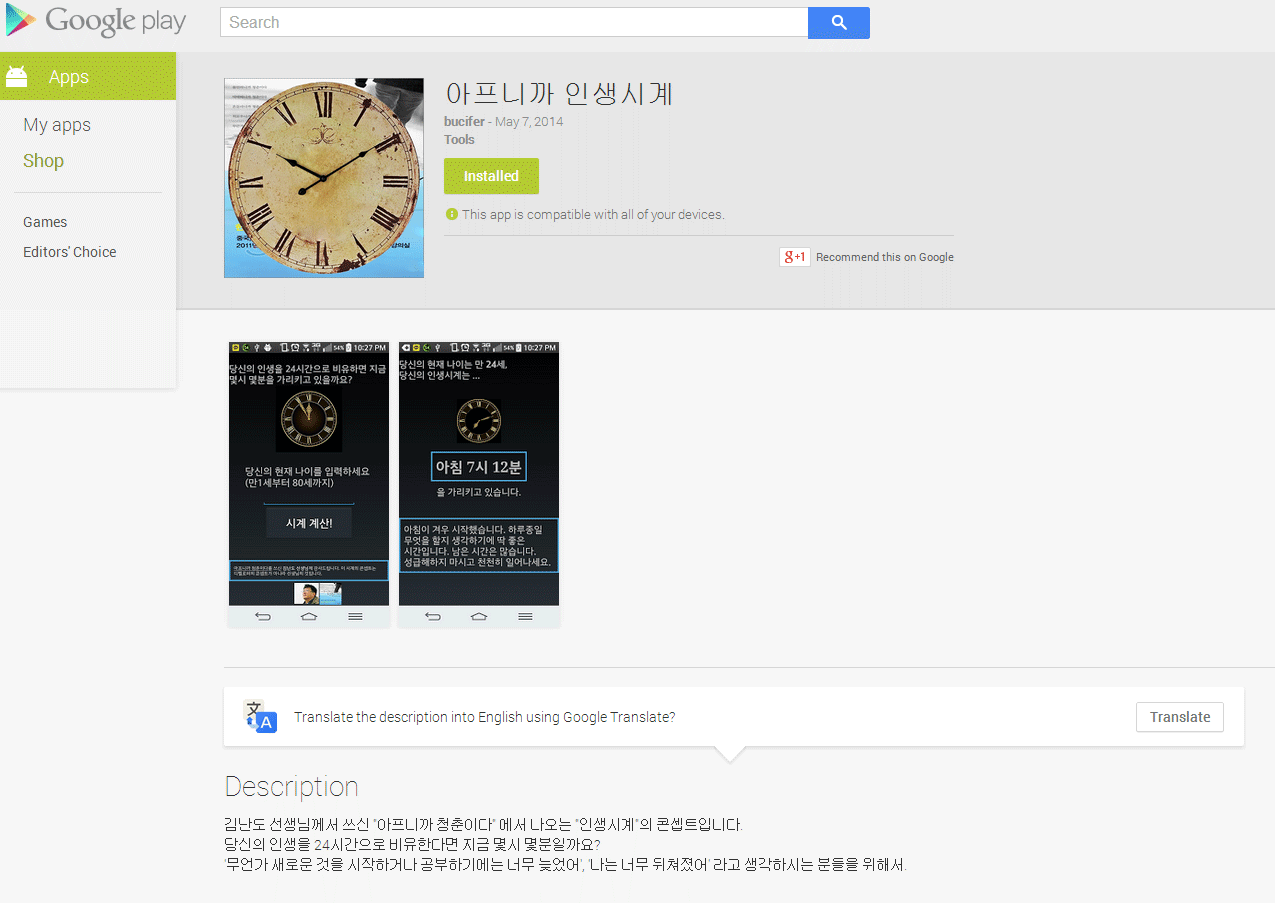 Google play
Search
Apps
My apps
Shop
Games
Editors' Choice
아프니까 인생시계
bucifer - May 7, 2014
Tools
Installed
This app is compatible with all of your devices.
g+1 Recommend this on Google
2011
54% 10:27 PM
당신의 인생을 24시간으로 비유하면 지금
몇시 몇분을 가리키고 있을까요?
당신의 현재 나이를 입력하세요
(만1세부터 80세까지)
시계 계산!
54% 10:27 PM
당신의 현재 나이는 만 24세,
당신의 인생시계는 ...
아침 7시 12분
을 가리키고 있습니다.
아침이 겨우 시작했습니다. 하루종일
무엇을 할지 생각하기에 딱 좋은
시간입니다. 남은 시간은 많습니다.
성급해하지 마시고 천천히 일어나세요.
Translate the description into English using Google Translate?
Translate
Description
김난도 선생님께서 쓰신 "아프니까 청춘이다" 에서 나오는 "인생시계"의 콘셉트입니다.
당신의 인생을 24시간으로 비유한다면 지금 몇시 몇분일까요?
'무언가 새로운 것을 시작하거나 공부하기에는 너무 늦었어', '나는 너무 뒤쳐졌어' 라고 생각하시는 분들을 위해서.